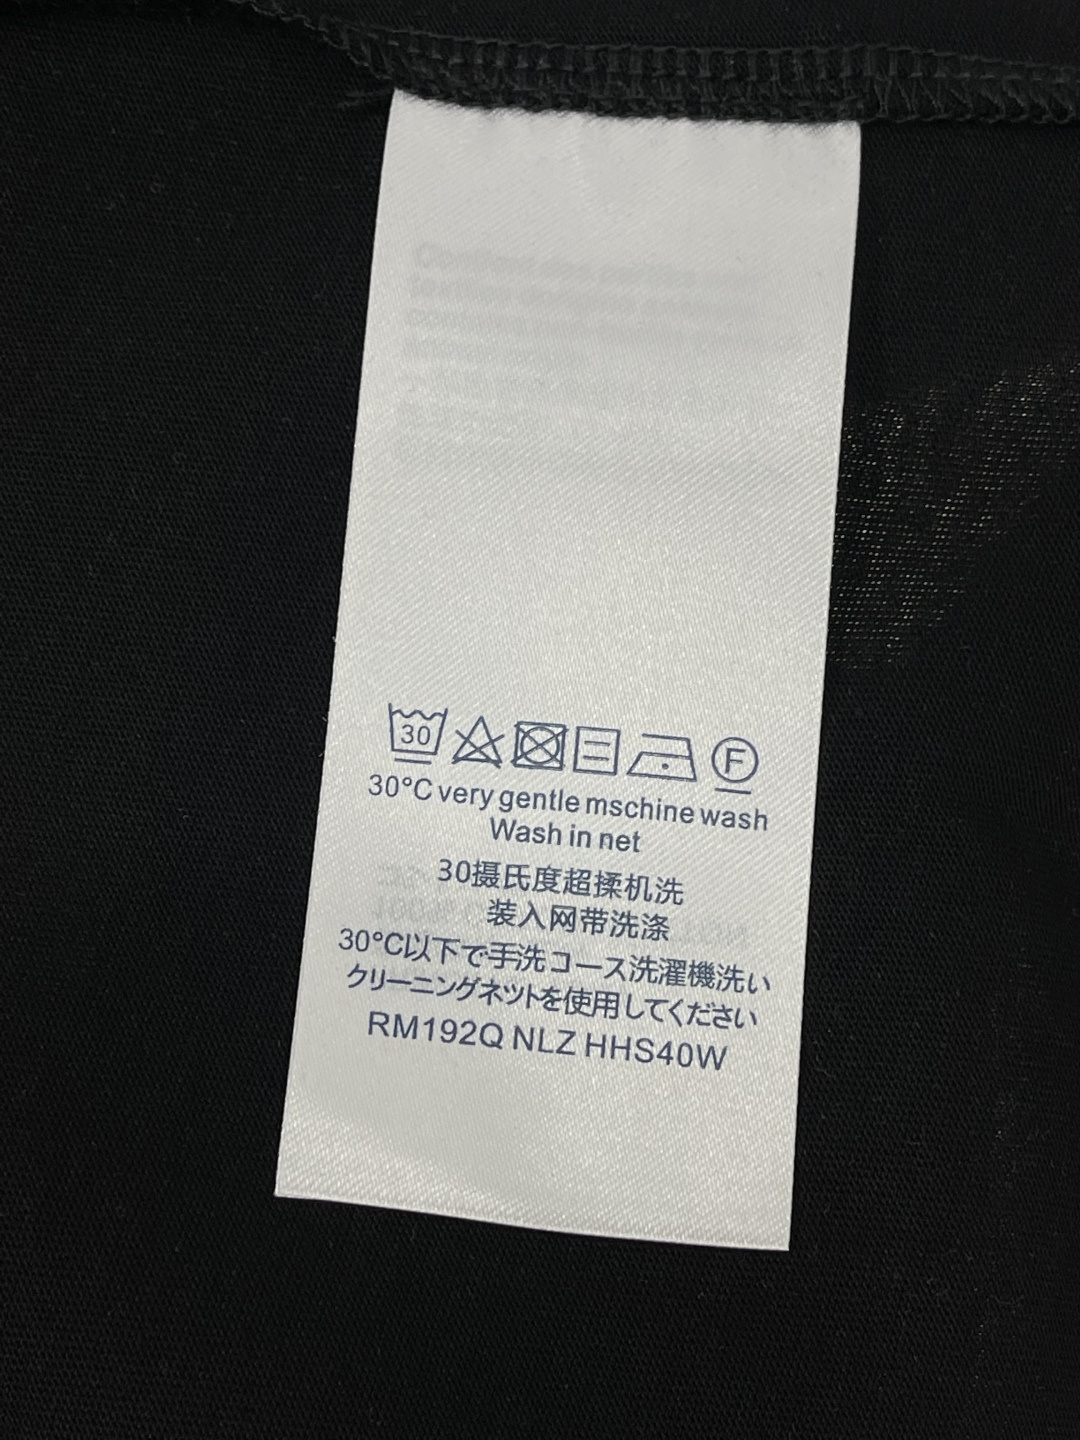 30
F
30°C very gentle mschine wash
Wash in net
30摄氏度超揉机洗
装入网带洗涤
30°C以下で手洗コース洗濯機洗い
クリーニングネットを使用してください
RM192Q NLZ HHS40W